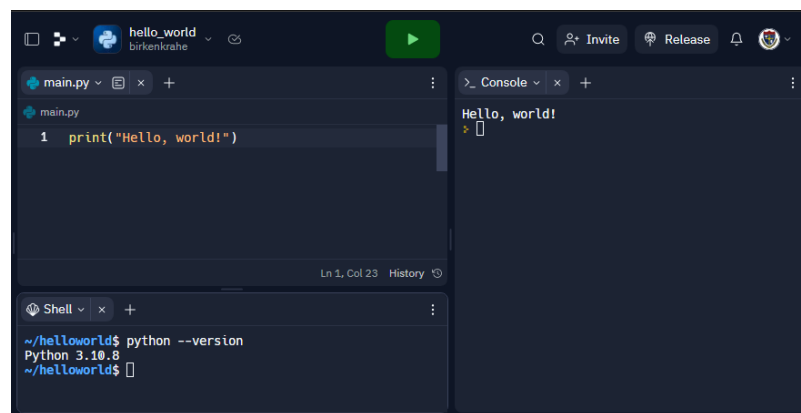 hello_world
birkenkrahe
Invite
Release
main.py
main.py
1 print("Hello, world!")
Ln 1, Col 23 History
Shell
~/helloworld$ python --version
Python 3.10.8
~/helloworld$
>_ Console
Hello, world!